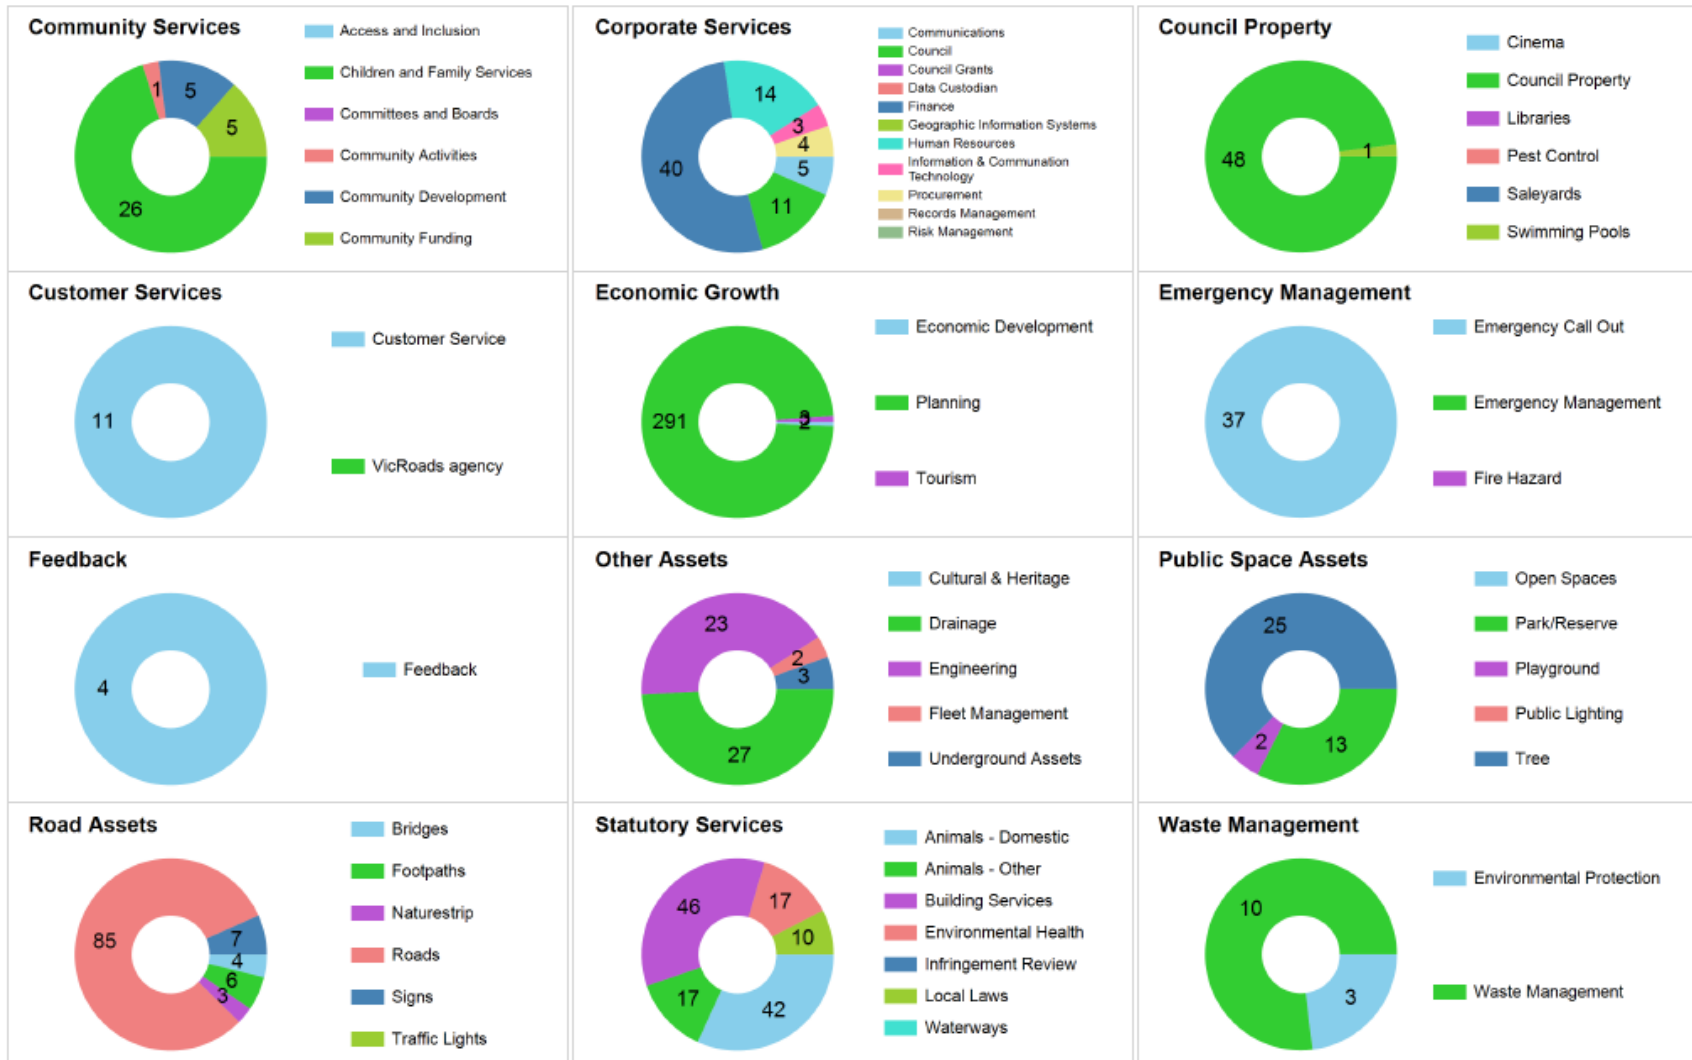 Community Services
Access and Inclusion
Children and Family Services
Committees and Boards
Community Activities
Community Development
Community Funding
1
5
5
26
Corporate Services
Communications
Council
Council Grants
Data Custodian
Finance
Geographic Information Systems
Human Resources
Information & Communation
Technology
Procurement
Records Management
Risk Management
14
3
4
5
11
40
Council Property
Cinema
Council Property
Libraries
Pest Control
Saleyards
Swimming Pools
48
1
Customer Services
Customer Service
VicRoads agency
11
Economic Growth
Economic Development
Planning
Tourism
291
2
Emergency Management
Emergency Call Out
Emergency Management
Fire Hazard
37
Feedback
Feedback
4
Other Assets
Cultural & Heritage
Drainage
Engineering
Fleet Management
Underground Assets
23
2
3
27
Public Space Assets
Open Spaces
Park/Reserve
Playground
Public Lighting
Tree
25
2
13
Road Assets
Bridges
Footpaths
Naturestrip
Roads
Signs
Traffic Lights
85
7
4
6
3
Statutory Services
Animals - Domestic
Animals - Other
Building Services
Environmental Health
Infringement Review
Local Laws
Waterways
46
17
10
17
42
Waste Management
Environmental Protection
Waste Management
10
3